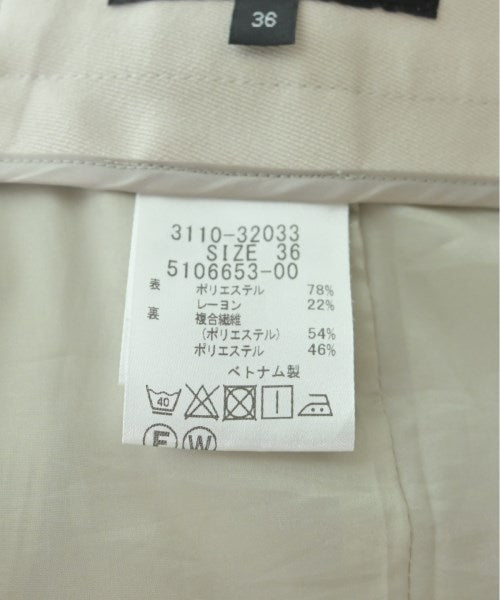 36
3110-32033
SIZE 36
5106653-00
表 ポリエステル 78%
レーヨン 22%
裏 複合繊維
(ポリエステル) 54%
ポリエステル 46%
ベトナム製
40
F W